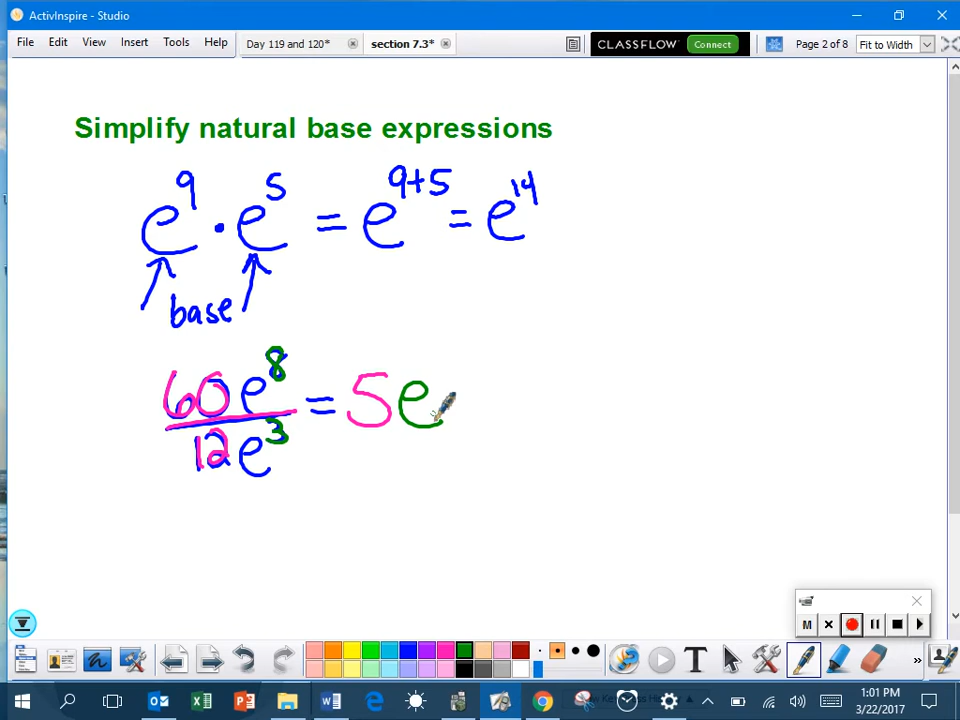 ActivInspire - Studio
File Edit View Insert Tools Help Day 119 and 120* section 7.3* CLASSFLOW Connect Page 2 of 8 Fit to Width
Simplify natural base expressions
e^9 · e^5 = e^{9+5} = e^{14}
base
60e^8 / 12e^3 = 5e
M
T
1:01 PM
3/22/2017